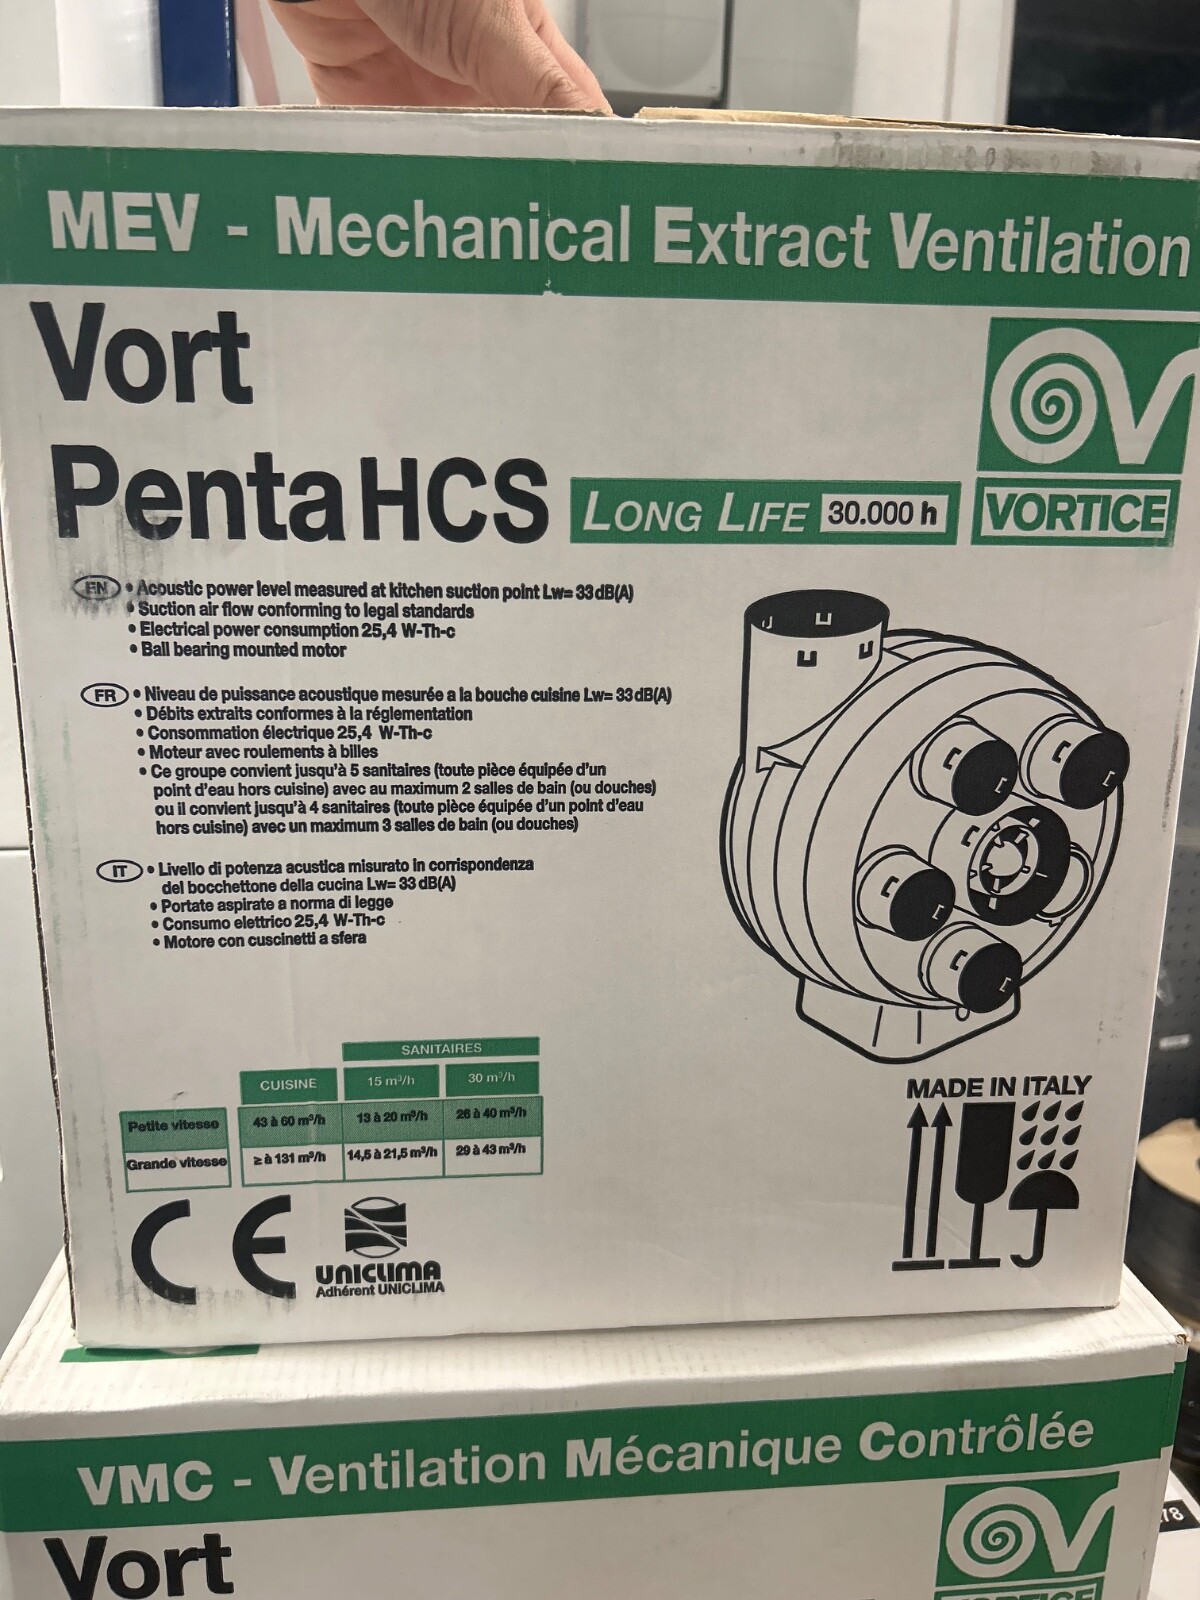 MEV - Mechanical Extract Ventilation
Vort
Penta HCS
LONG LIFE 30.000 h
VORTICE
EN • Acoustic power level measured at kitchen suction point Lw= 33 dB(A)
• Suction air flow conforming to legal standards
• Electrical power consumption 25,4 W-Th-c
• Ball bearing mounted motor
FR • Niveau de puissance acoustique mesurée a la bouche cuisine Lw= 33 dB(A)
• Débits extraits conformes à la réglementation
• Consommation électrique 25,4 W-Th-c
• Moteur avec roulements à billes
• Ce groupe convient jusqu'à 5 sanitaires (toute pièce équipée d'un
point d'eau hors cuisine) avec au maximum 2 salles de bain (ou douches)
ou il convient jusqu'à 4 sanitaires (toute pièce équipée d'un point d'eau
hors cuisine) avec un maximum 3 salles de bain (ou douches)
IT • Livello di potenza acustica misurato in corrispondenza
del bocchettone della cucina Lw= 33 dB(A)
• Portate aspirate a norma di legge
• Consumo elettrico 25,4 W-Th-c
• Motore con cuscinetti a sfera
SANITAIRES
CUISINE 15 m³/h 30 m³/h
Petite vitesse 43 à 60 m³/h 13 à 20 m³/h 26 à 40 m³/h
Grande vitesse ≥ à 131 m³/h 14,5 à 21,5 m³/h 29 à 43 m³/h
MADE IN ITALY
CE
UNICLIMA
Adhérent UNICLIMA
VMC - Ventilation Mécanique Contrôlée
Vort
VORTICE
78